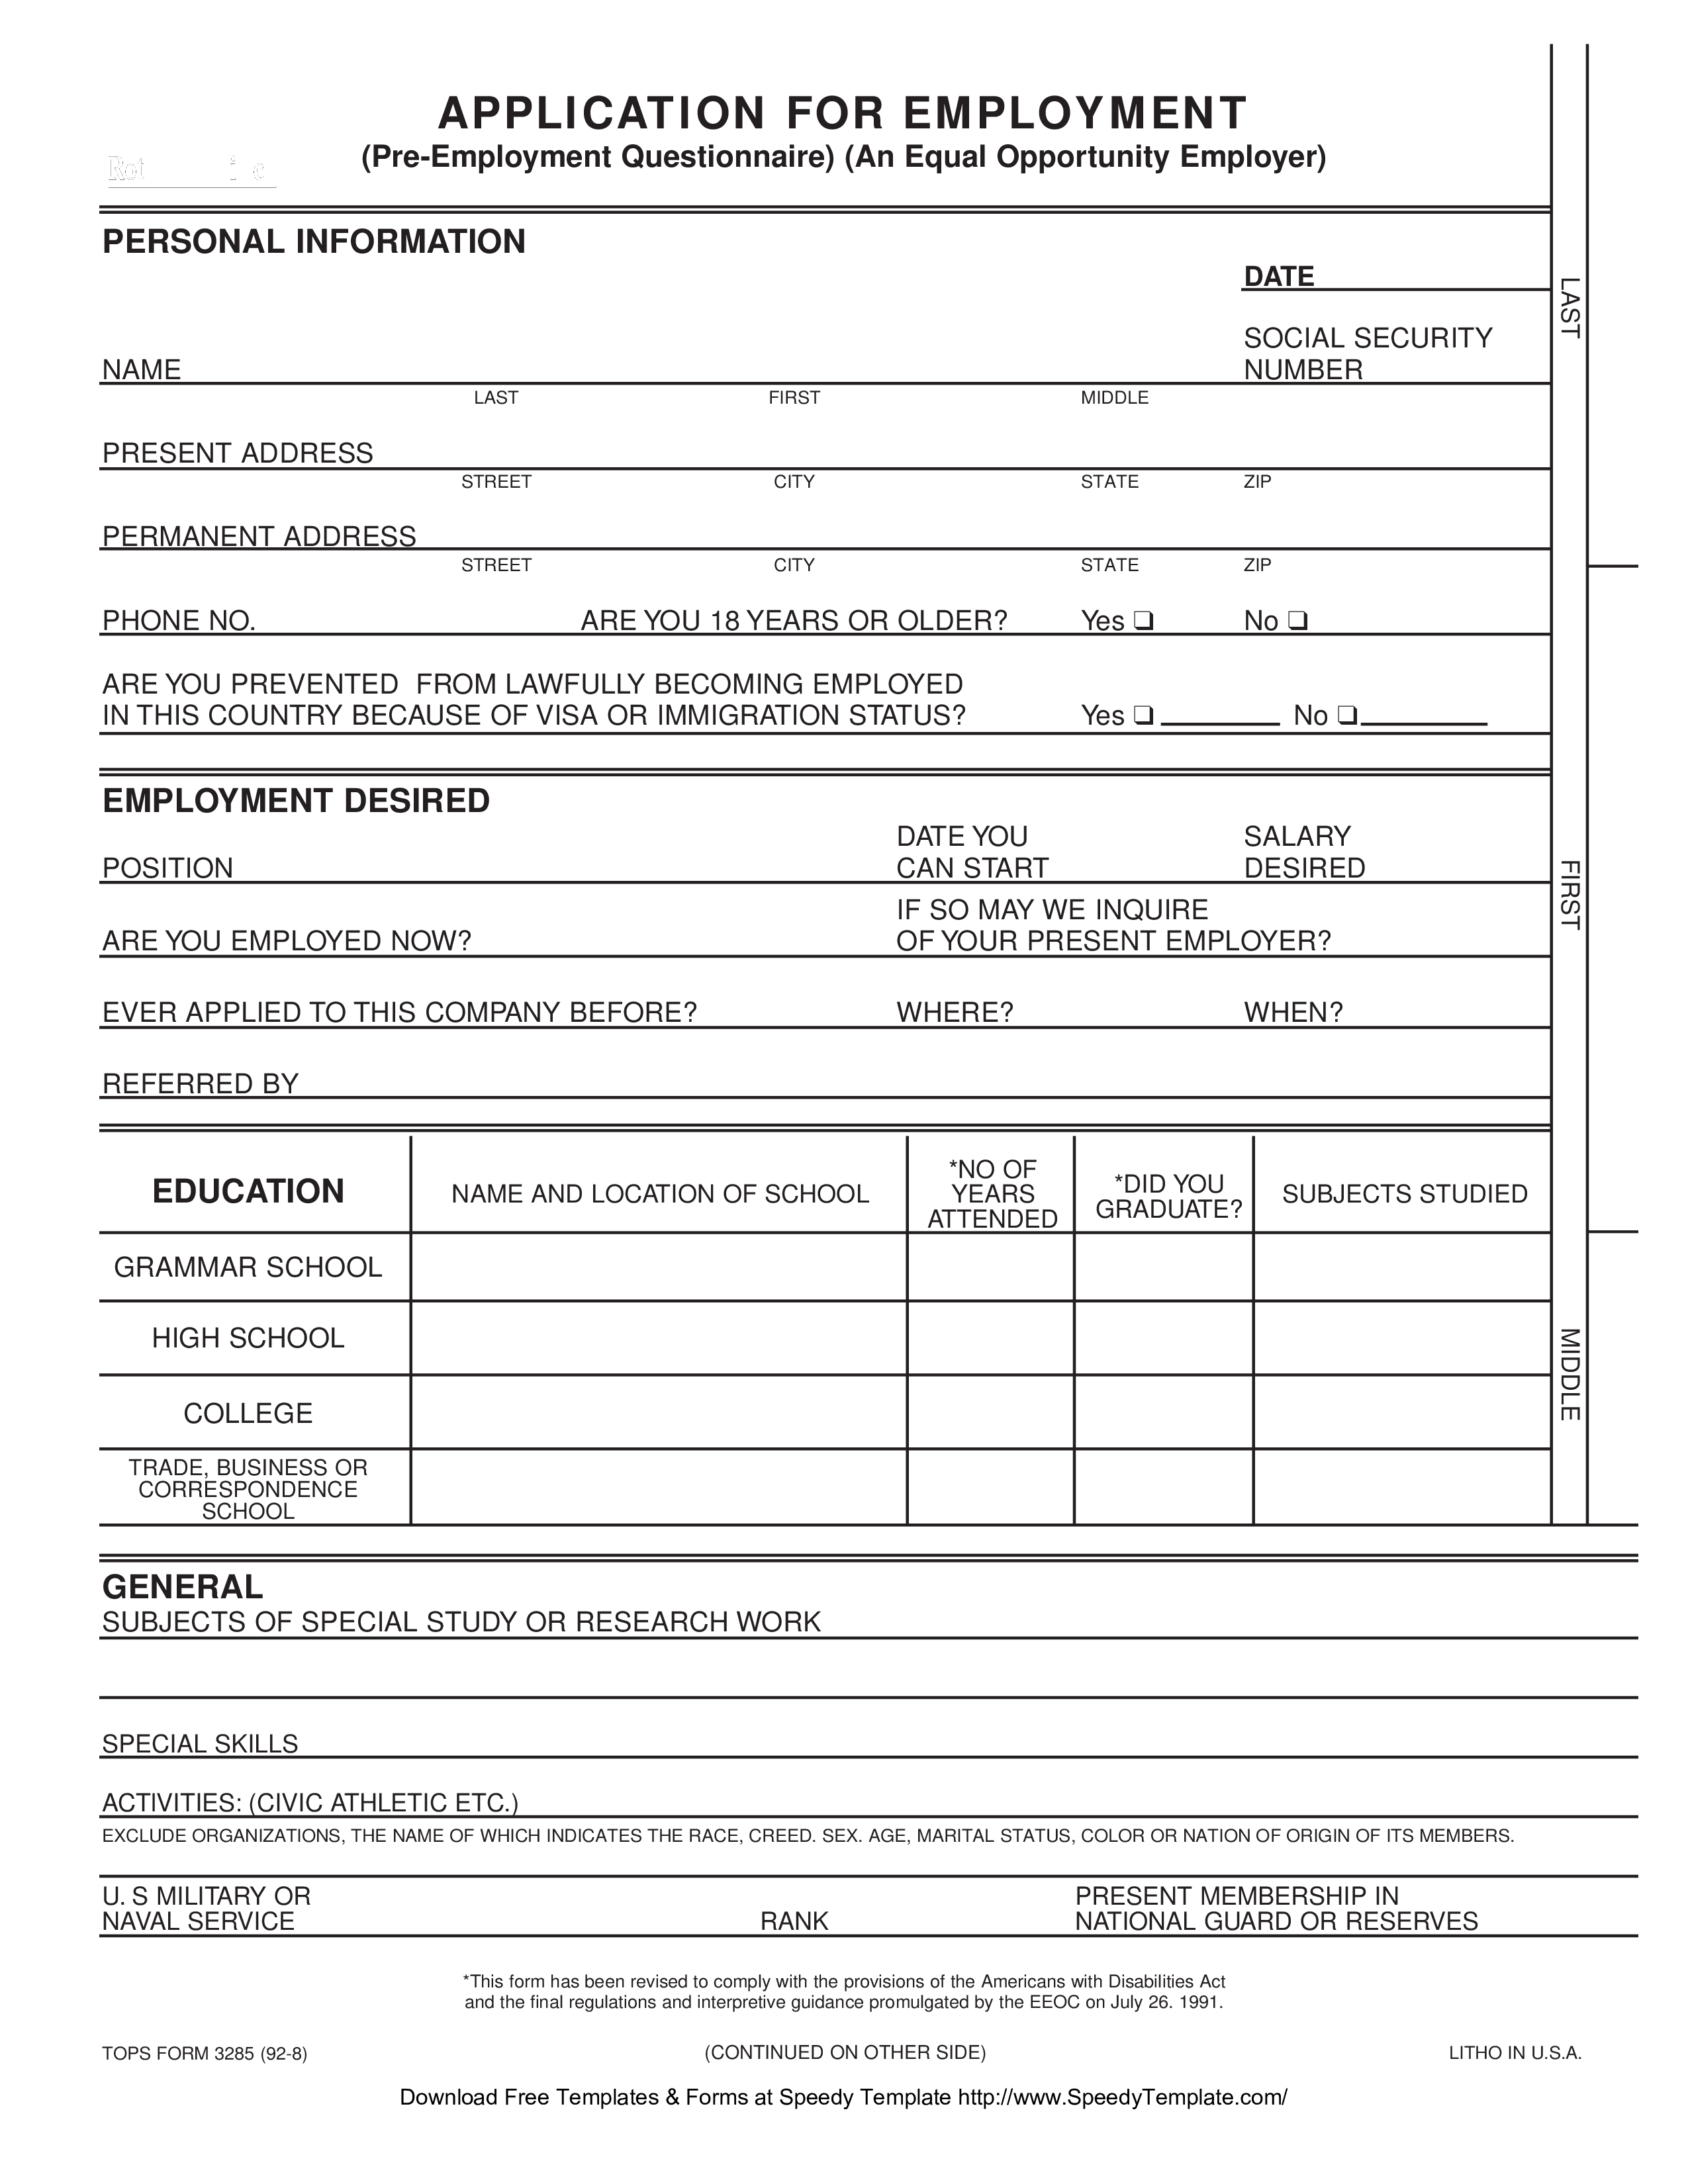 APPLICATION FOR EMPLOYMENT
(Pre-Employment Questionnaire) (An Equal Opportunity Employer)
PERSONAL INFORMATION
DATE
SOCIAL SECURITY
NAME NUMBER
LAST FIRST MIDDLE
PRESENT ADDRESS
STREET CITY STATE ZIP
PERMANENT ADDRESS
STREET CITY STATE ZIP
PHONE NO. ARE YOU 18 YEARS OR OLDER? Yes ❏ No ❏
ARE YOU PREVENTED FROM LAWFULLY BECOMING EMPLOYED
IN THIS COUNTRY BECAUSE OF VISA OR IMMIGRATION STATUS? Yes ❏ No ❏
EMPLOYMENT DESIRED
DATE YOU SALARY
POSITION CAN START DESIRED
IF SO MAY WE INQUIRE
ARE YOU EMPLOYED NOW? OF YOUR PRESENT EMPLOYER?
EVER APPLIED TO THIS COMPANY BEFORE? WHERE? WHEN?
REFERRED BY
EDUCATION
NAME AND LOCATION OF SCHOOL
*NO OF
YEARS
ATTENDED
*DID YOU
GRADUATE?
SUBJECTS STUDIED
GRAMMAR SCHOOL
HIGH SCHOOL
COLLEGE
TRADE, BUSINESS OR
CORRESPONDENCE
SCHOOL
LAST
FIRST
MIDDLE
GENERAL
SUBJECTS OF SPECIAL STUDY OR RESEARCH WORK
SPECIAL SKILLS
ACTIVITIES: (CIVIC ATHLETIC ETC.)
EXCLUDE ORGANIZATIONS, THE NAME OF WHICH INDICATES THE RACE, CREED. SEX. AGE, MARITAL STATUS, COLOR OR NATION OF ORIGIN OF ITS MEMBERS.
U. S MILITARY OR PRESENT MEMBERSHIP IN
NAVAL SERVICE RANK NATIONAL GUARD OR RESERVES
*This form has been revised to comply with the provisions of the Americans with Disabilities Act
and the final regulations and interpretive guidance promulgated by the EEOC on July 26. 1991.
TOPS FORM 3285 (92-8) (CONTINUED ON OTHER SIDE) LITHO IN U.S.A.
Download Free Templates & Forms at Speedy Template http://www.SpeedyTemplate.com/